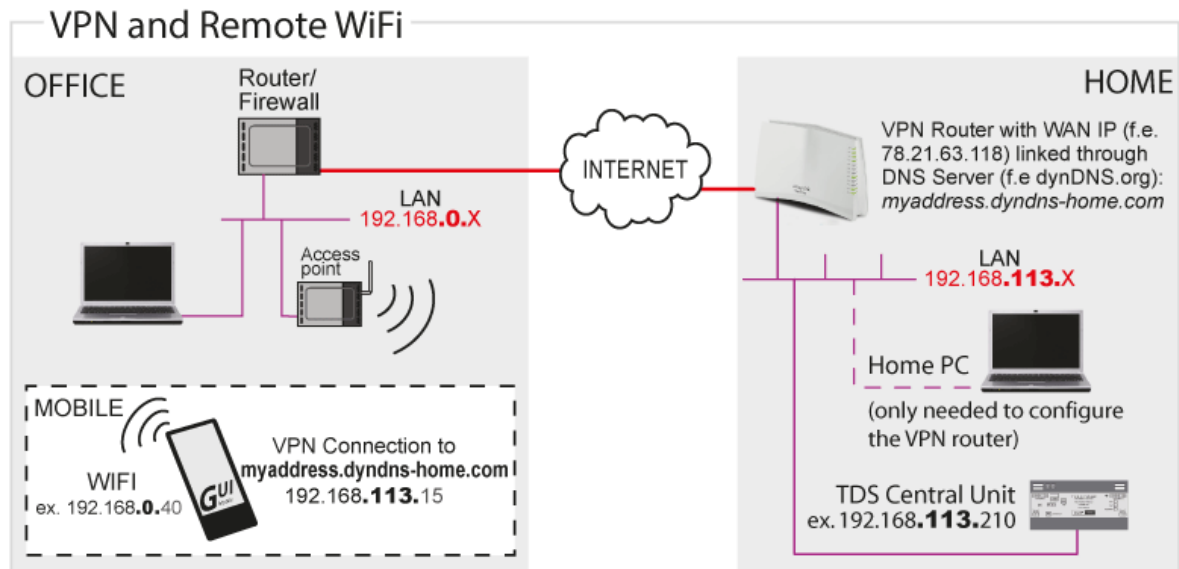 VPN and Remote WiFi
OFFICE
Router/
Firewall
LAN
192.168.0.X
Access
point
MOBILE
WIFI
ex. 192.168.0.40
GUI
VPN Connection to
myaddress.dyndns-home.com
192.168.113.15
INTERNET
HOME
VPN Router with WAN IP (f.e.
78.21.63.118) linked through
DNS Server (f.e dynDNS.org):
myaddress.dyndns-home.com
LAN
192.168.113.X
Home PC
(only needed to configure
the VPN router)
TDS Central Unit
ex. 192.168.113.210